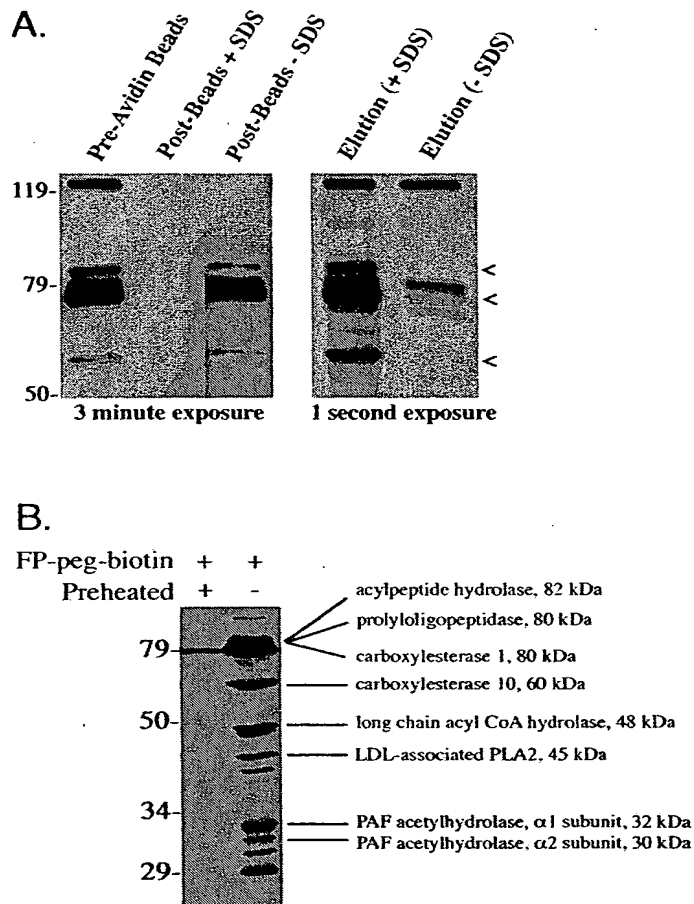 A.
Pre-Avidin Beads
Post-Beads + SDS
Post-Beads - SDS
Elution (+ SDS)
Elution (- SDS)
119-
79-
50-
<
<
<
3 minute exposure
1 second exposure
B.
FP-peg-biotin + +
Preheated + -
79-
50-
34-
29-
acylpeptide hydrolase, 82 kDa
prolyloligopeptidase, 80 kDa
carboxylesterase 1, 80 kDa
carboxylesterase 10, 60 kDa
long chain acyl CoA hydrolase, 48 kDa
LDL-associated PLA2, 45 kDa
PAF acetylhydrolase, α1 subunit, 32 kDa
PAF acetylhydrolase, α2 subunit, 30 kDa